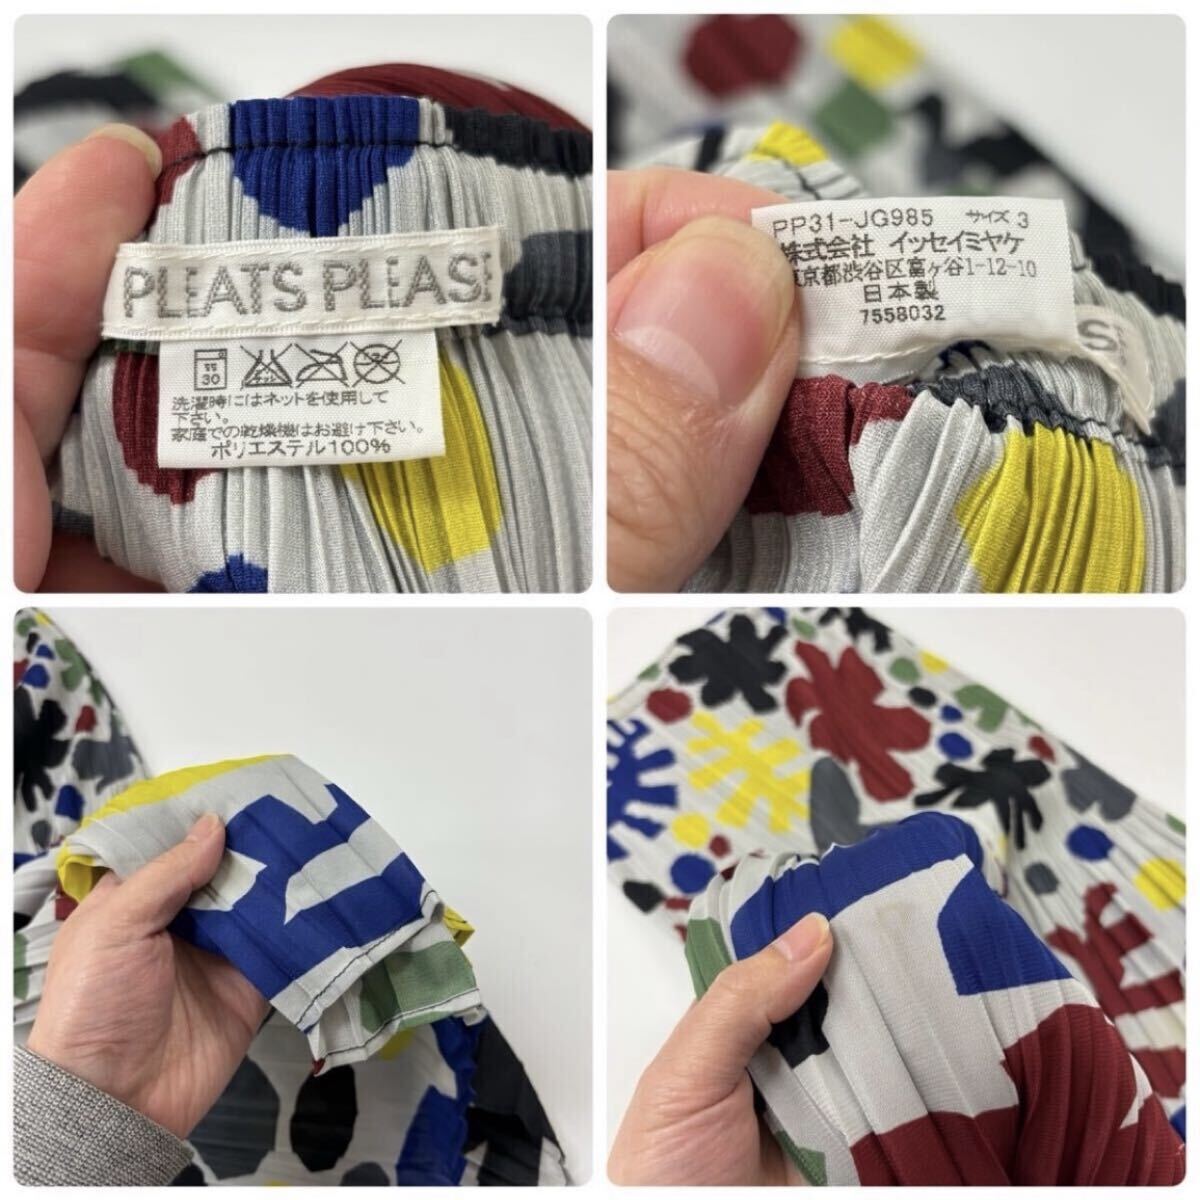 PLEATS PLEASE
30
ネット
洗濯時にはネットを使用して
下さい。
家庭での乾燥機はお避け下さい。
ポリエステル100%
PP31-JG985 サイズ 3
株式会社 イッセイミヤケ
東京都渋谷区富ヶ谷1-12-10
日本製
7558032